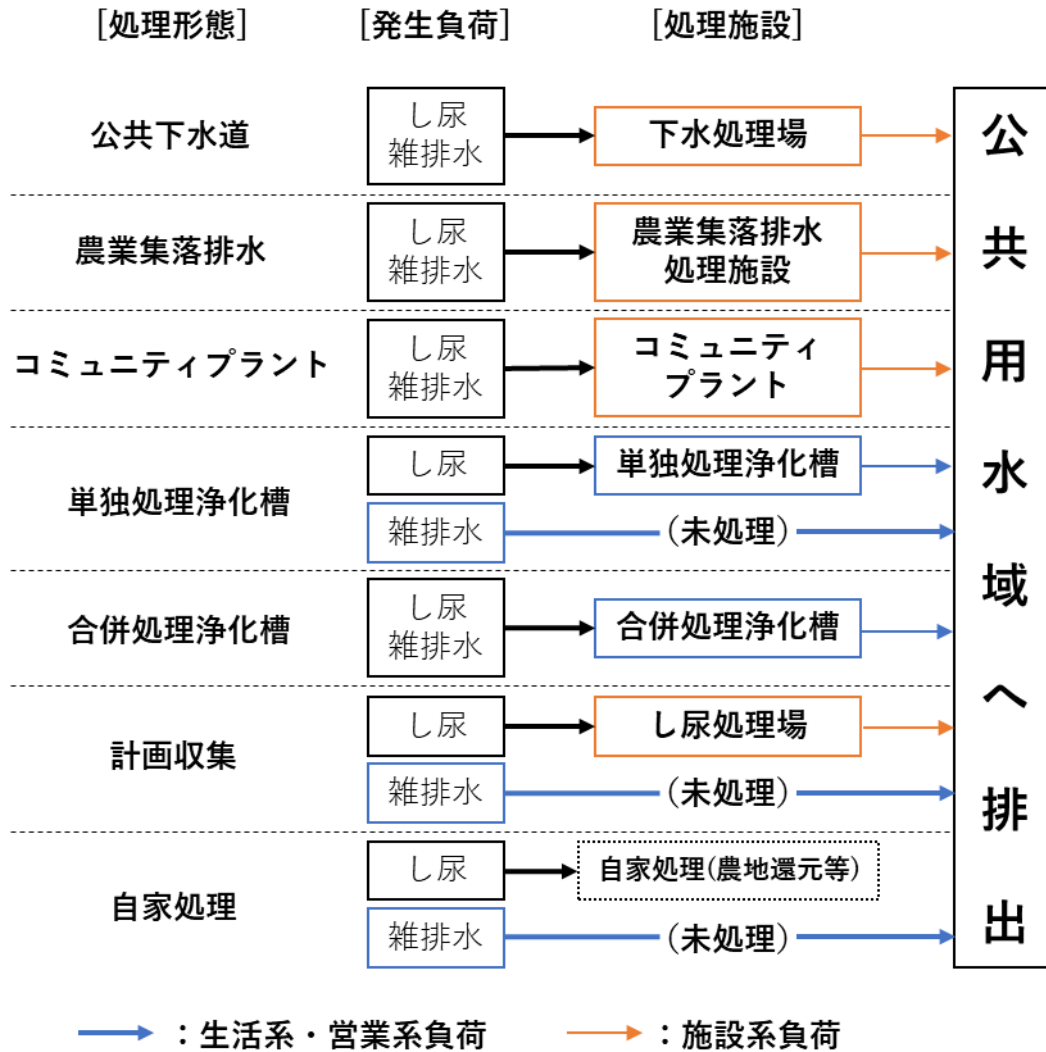 [処理形態] [発生負荷] [処理施設]
公共下水道
し尿
雑排水
下水処理場
農業集落排水
し尿
雑排水
農業集落排水
処理施設
コミュニティプラント
し尿
雑排水
コミュニティ
プラント
単独処理浄化槽
し尿
単独処理浄化槽
雑排水
(未処理)
合併処理浄化槽
し尿
雑排水
合併処理浄化槽
計画収集
し尿
し尿処理場
雑排水
(未処理)
自家処理
し尿
自家処理(農地還元等)
雑排水
(未処理)
公共用水域へ排出
：生活系・営業系負荷 ：施設系負荷